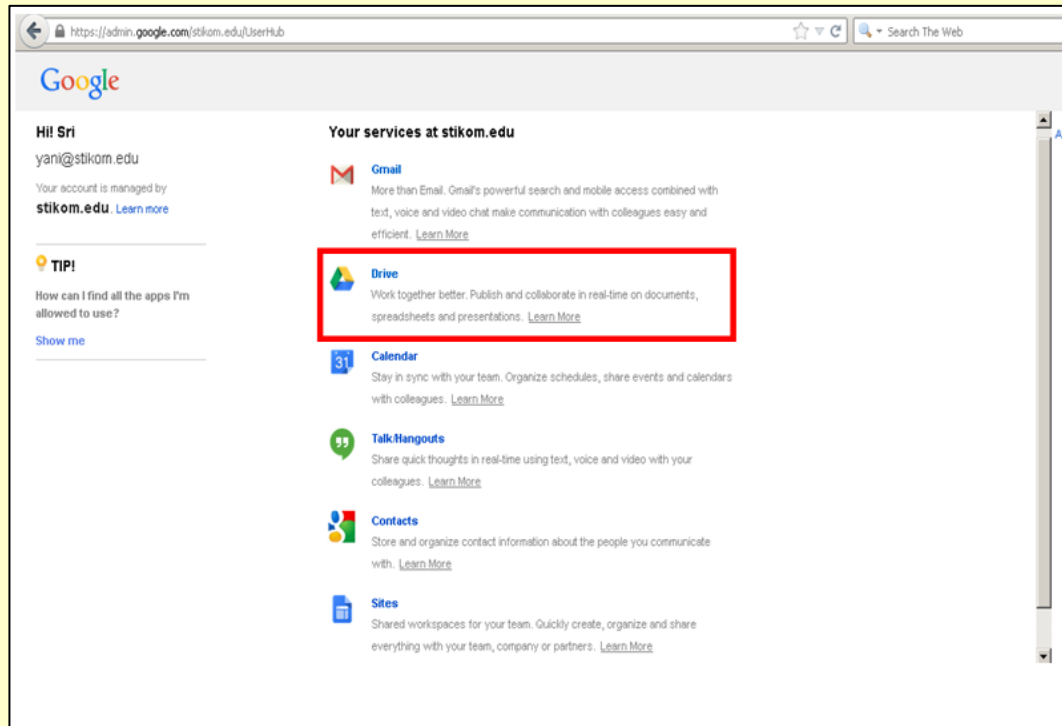 https://admin.google.com/stikom.edu/UserHub
Search The Web
Google
Hi! Sri
yani@stikom.edu
Your account is managed by
stikom.edu. Learn more
TIP!
How can I find all the apps I'm
allowed to use?
Show me
Your services at stikom.edu
Gmail
More than Email. Gmail's powerful search and mobile access combined with
text, voice and video chat make communication with colleagues easy and
efficient. Learn More
Drive
Work together better. Publish and collaborate in real-time on documents,
spreadsheets and presentations. Learn More
31
Calendar
Stay in sync with your team. Organize schedules, share events and calendars
with colleagues. Learn More
Talk/Hangouts
Share quick thoughts in real-time using text, voice and video with your
colleagues. Learn More
Contacts
Store and organize contact information about the people you communicate
with. Learn More
Sites
Shared workspaces for your team. Quickly create, organize and share
everything with your team, company or partners. Learn More
A